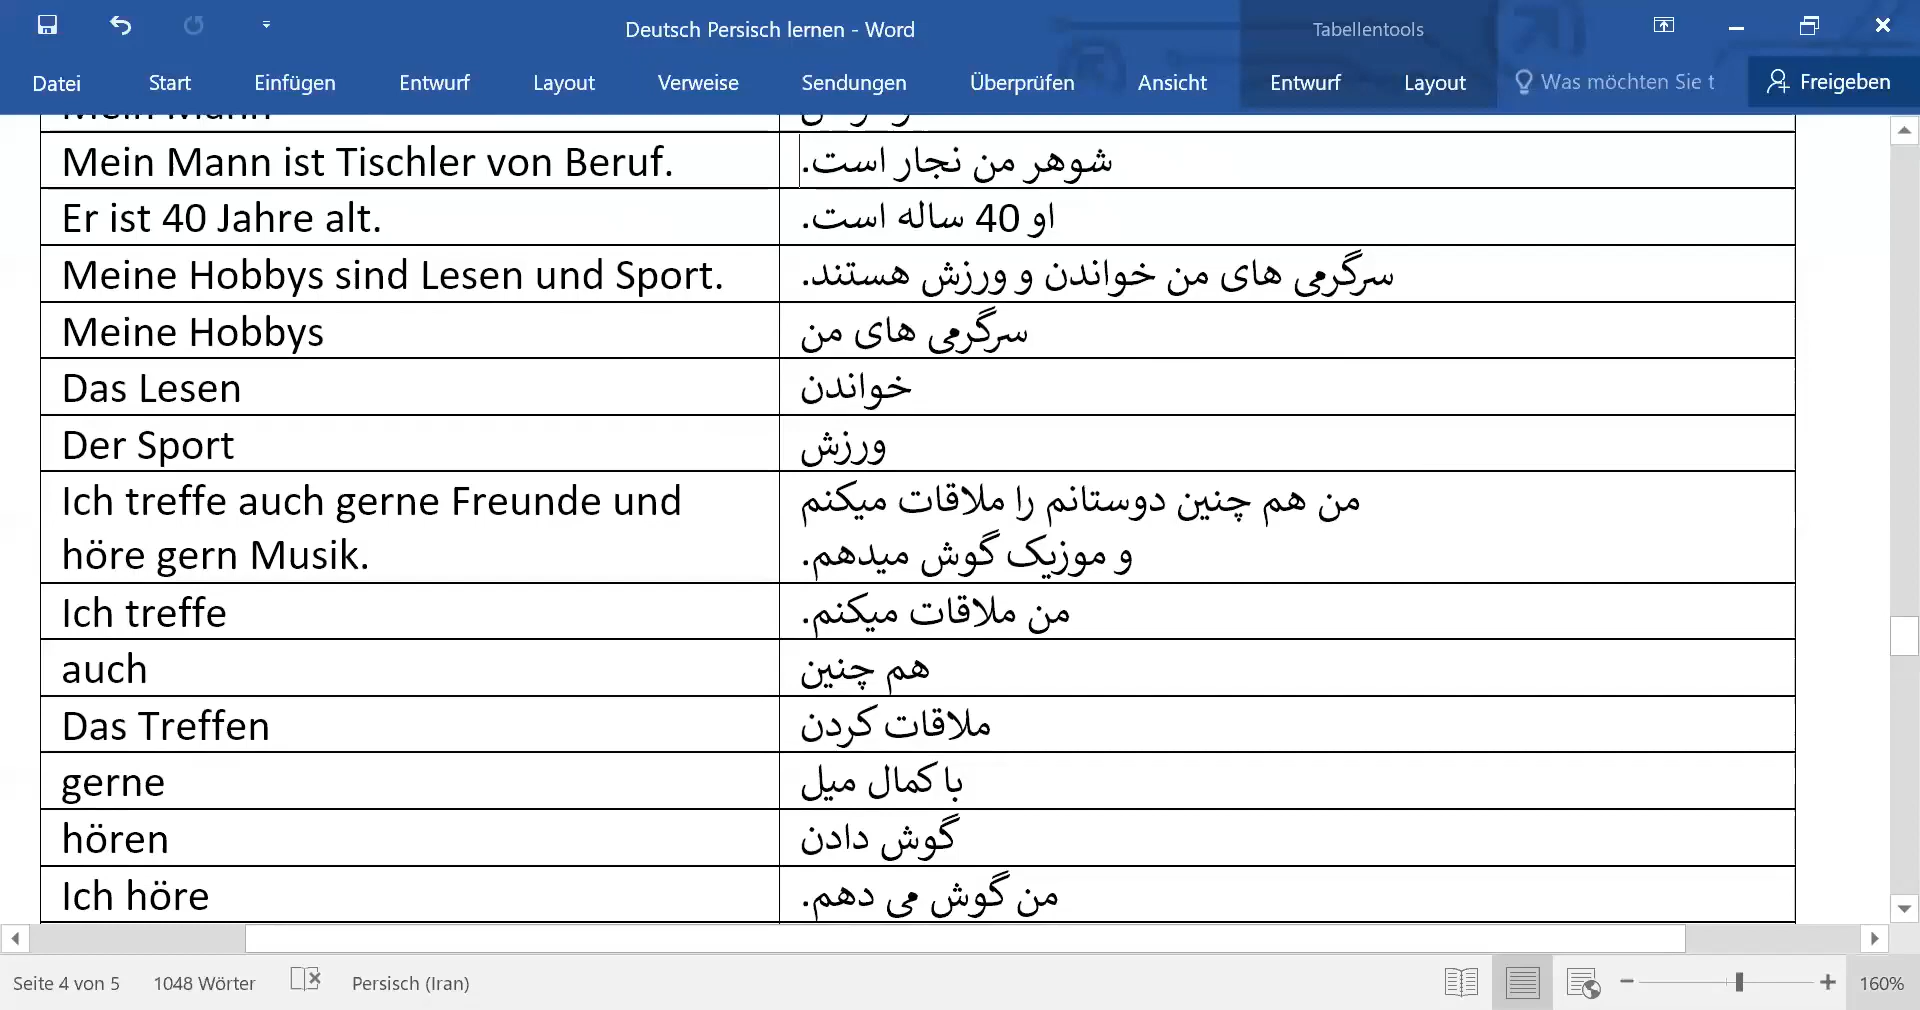 Deutsch Persisch lernen - Word
Tabellentools
Datei Start Einfügen Entwurf Layout Verweise Sendungen Überprüfen Ansicht Entwurf Layout Was möchten Sie t Freigeben
Mein Mann
Mein Mann ist Tischler von Beruf.
شوهر من نجار است.
Er ist 40 Jahre alt.
او 40 ساله است.
Meine Hobbys sind Lesen und Sport.
سرگرمی های من خواندن و ورزش هستند.
Meine Hobbys
سرگرمی های من
Das Lesen
خواندن
Der Sport
ورزش
Ich treffe auch gerne Freunde und
höre gern Musik.
من هم چنین دوستانم را ملاقات میکنم
و موزیک گوش میدهم.
Ich treffe
من ملاقات میکنم.
auch
هم چنین
Das Treffen
ملاقات کردن
gerne
با کمال میل
hören
گوش دادن
Ich höre
من گوش می دهم.
Seite 4 von 5 1048 Wörter Persisch (Iran) 160%